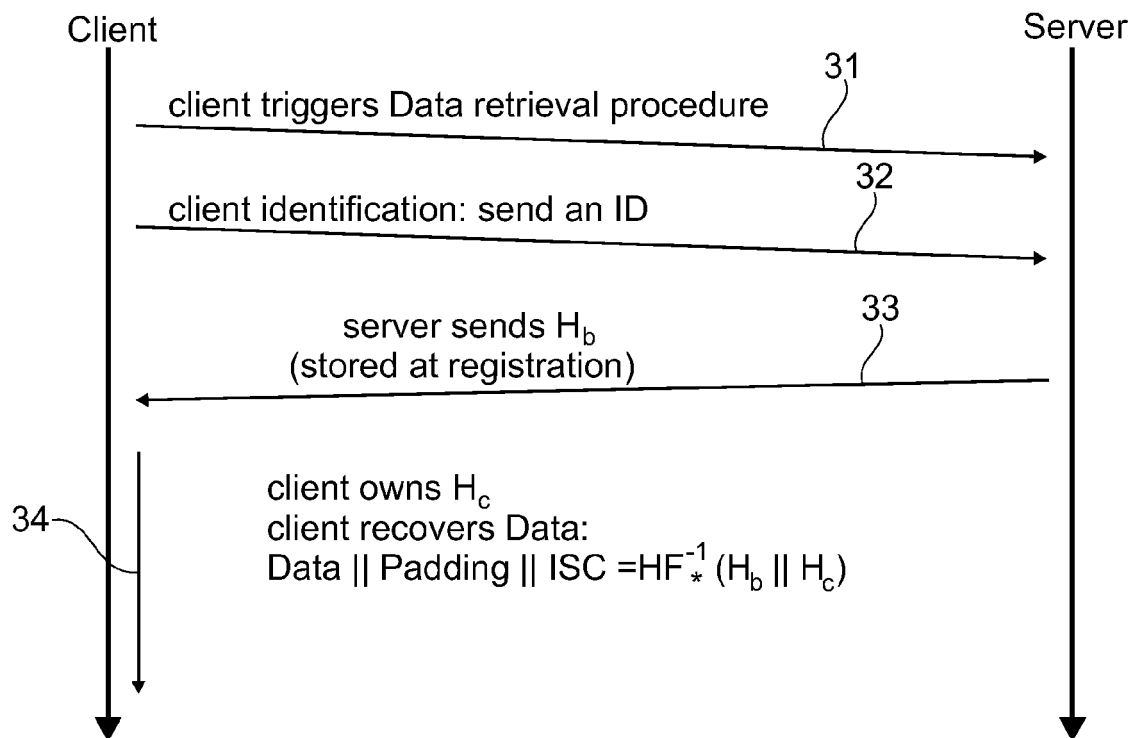 Client
Server
31
client triggers Data retrieval procedure
32
client identification: send an ID
33
server sends H_b
(stored at registration)
34
client owns H_c
client recovers Data:
Data || Padding || ISC =HF_*^-1 (H_b || H_c)